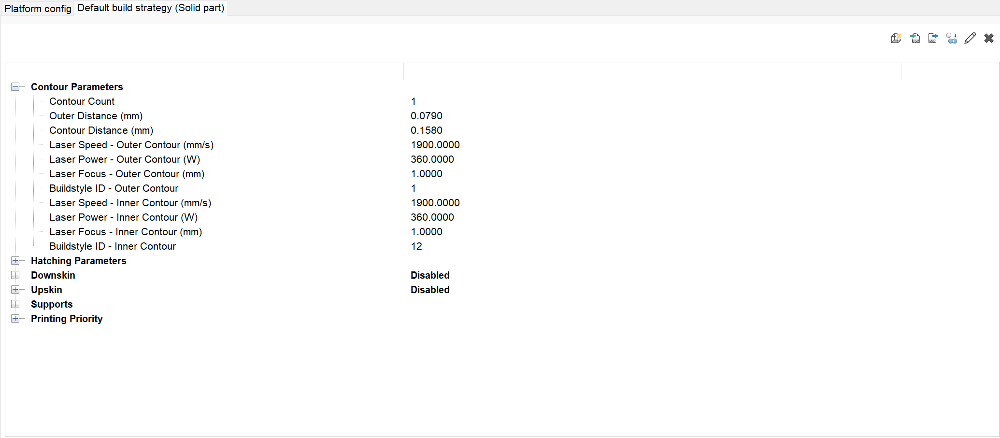 Platform config Default build strategy (Solid part)
JSON JSON
Contour Parameters
Contour Count 1
Outer Distance (mm) 0.0790
Contour Distance (mm) 0.1580
Laser Speed - Outer Contour (mm/s) 1900.0000
Laser Power - Outer Contour (W) 360.0000
Laser Focus - Outer Contour (mm) 1.0000
Buildstyle ID - Outer Contour 1
Laser Speed - Inner Contour (mm/s) 1900.0000
Laser Power - Inner Contour (W) 360.0000
Laser Focus - Inner Contour (mm) 1.0000
Buildstyle ID - Inner Contour 12
Hatching Parameters
Downskin Disabled
Upskin Disabled
Supports
Printing Priority